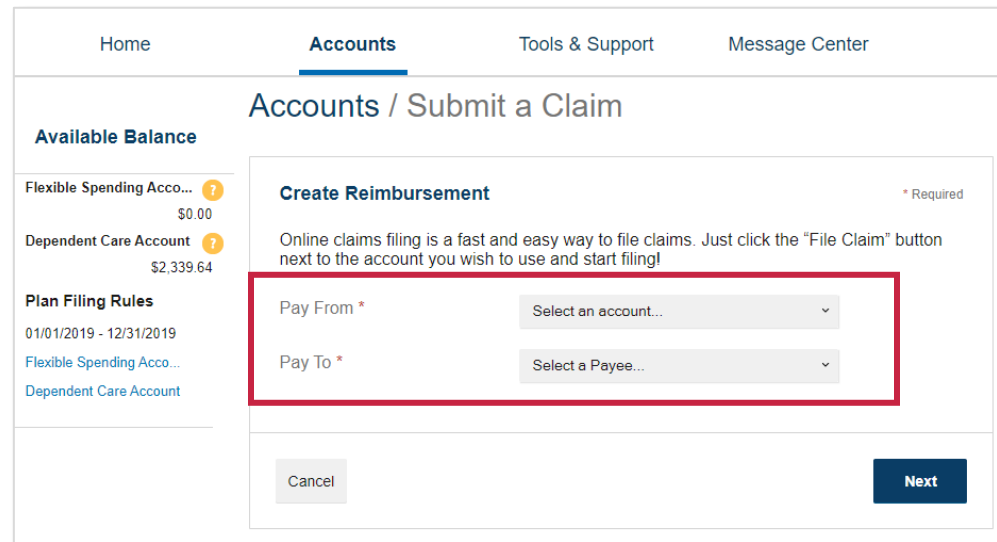 Home Accounts Tools & Support Message Center
Accounts / Submit a Claim
Available Balance
Flexible Spending Acco... ?
$0.00
Dependent Care Account ?
$2,339.64
Plan Filing Rules
01/01/2019 - 12/31/2019
Flexible Spending Acco...
Dependent Care Account
Create Reimbursement * Required
Online claims filing is a fast and easy way to file claims. Just click the “File Claim” button
next to the account you wish to use and start filing!
Pay From * Select an account...
Pay To * Select a Payee...
Cancel Next